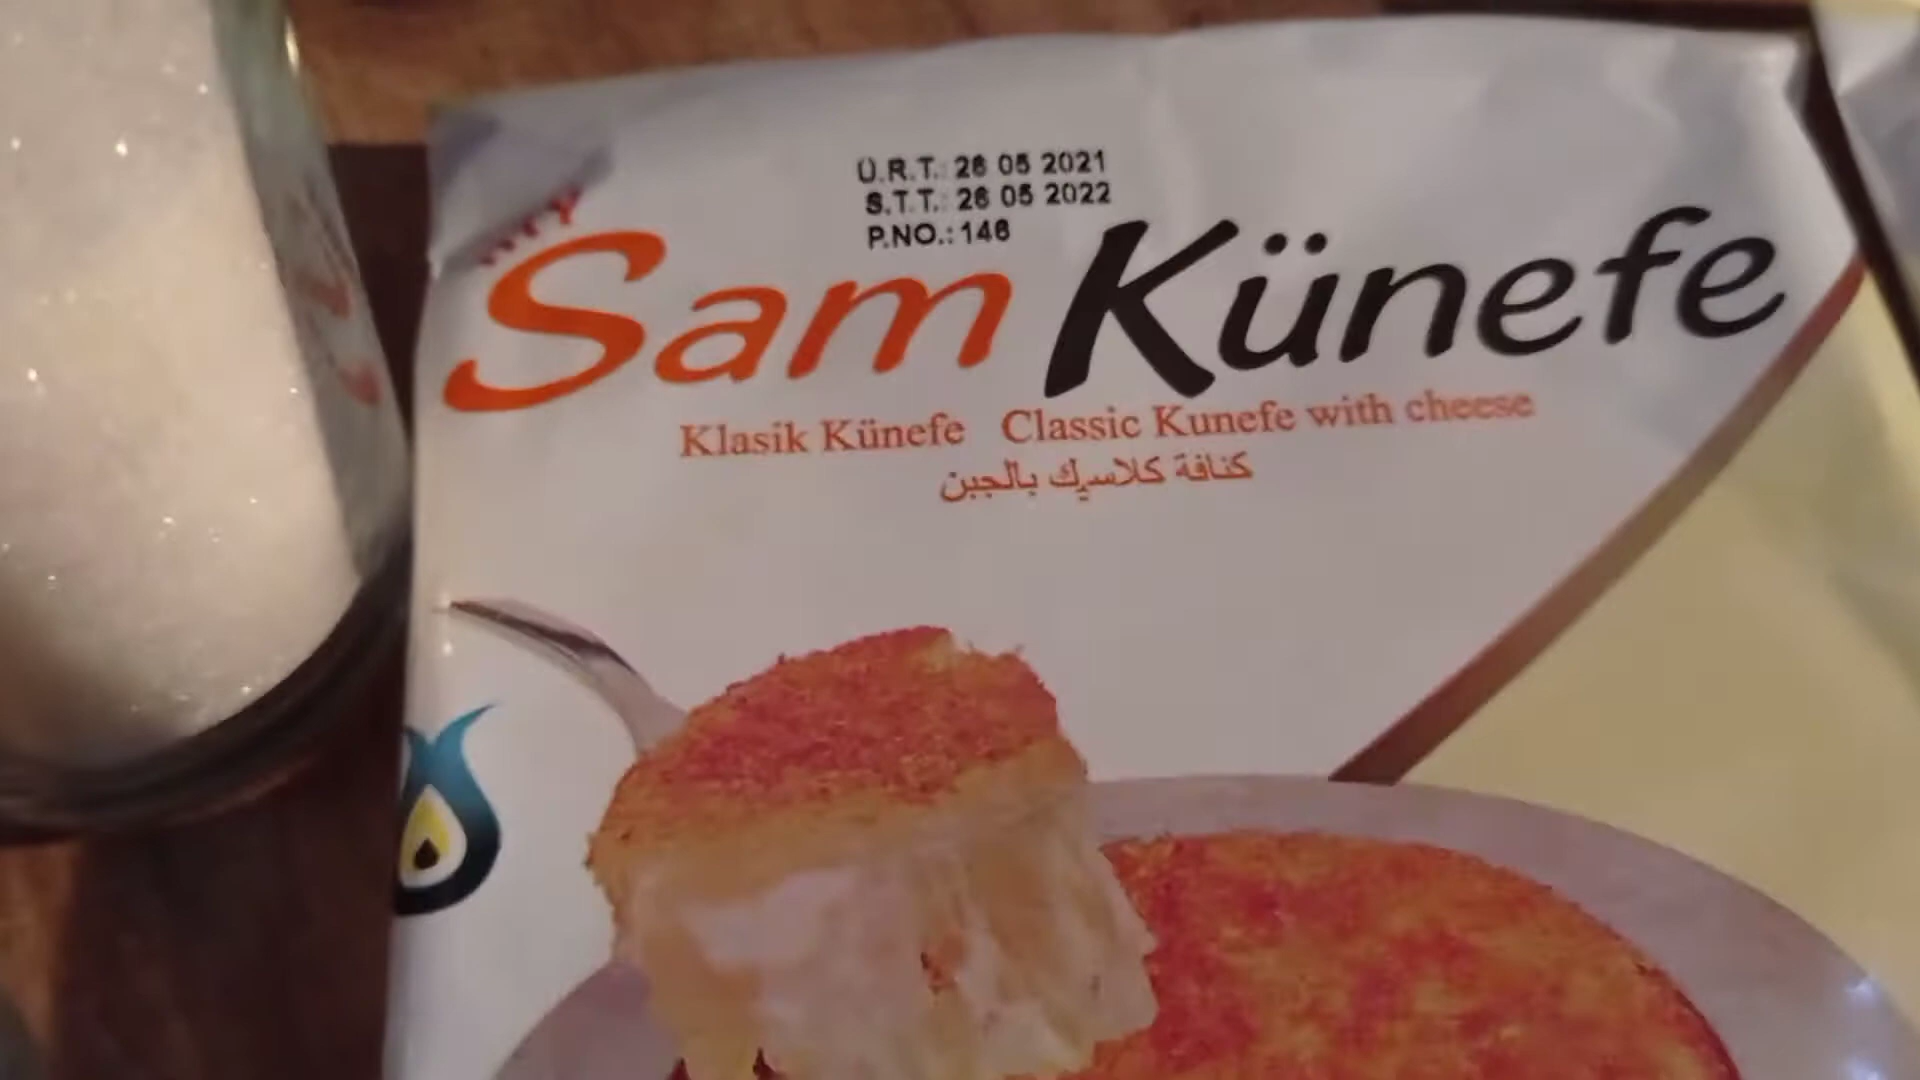 Ü.R.T.: 26 05 2021
S.T.T.: 26 05 2022
P.NO.: 146
Sam Künefe
Klasik Künefe Classic Kunefe with cheese
كنافة كلاسيك بالجبن